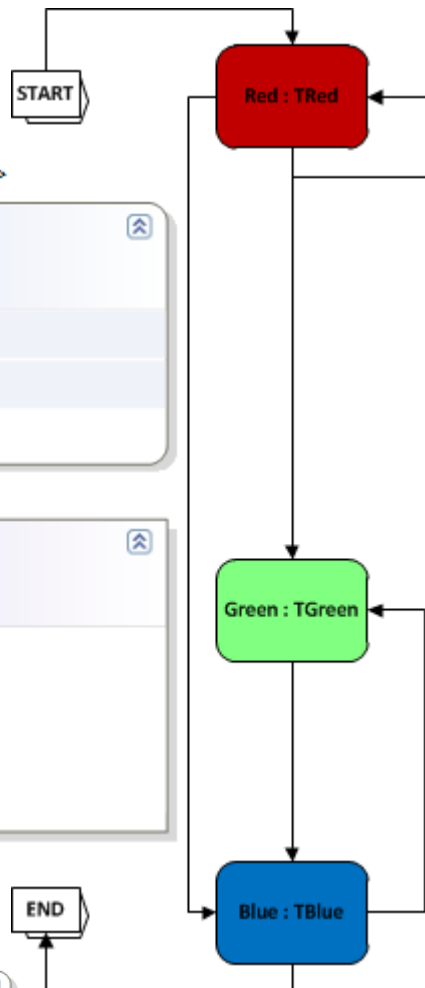 START
Red : TRed
Green : TGreen
END
Blue : TBlue